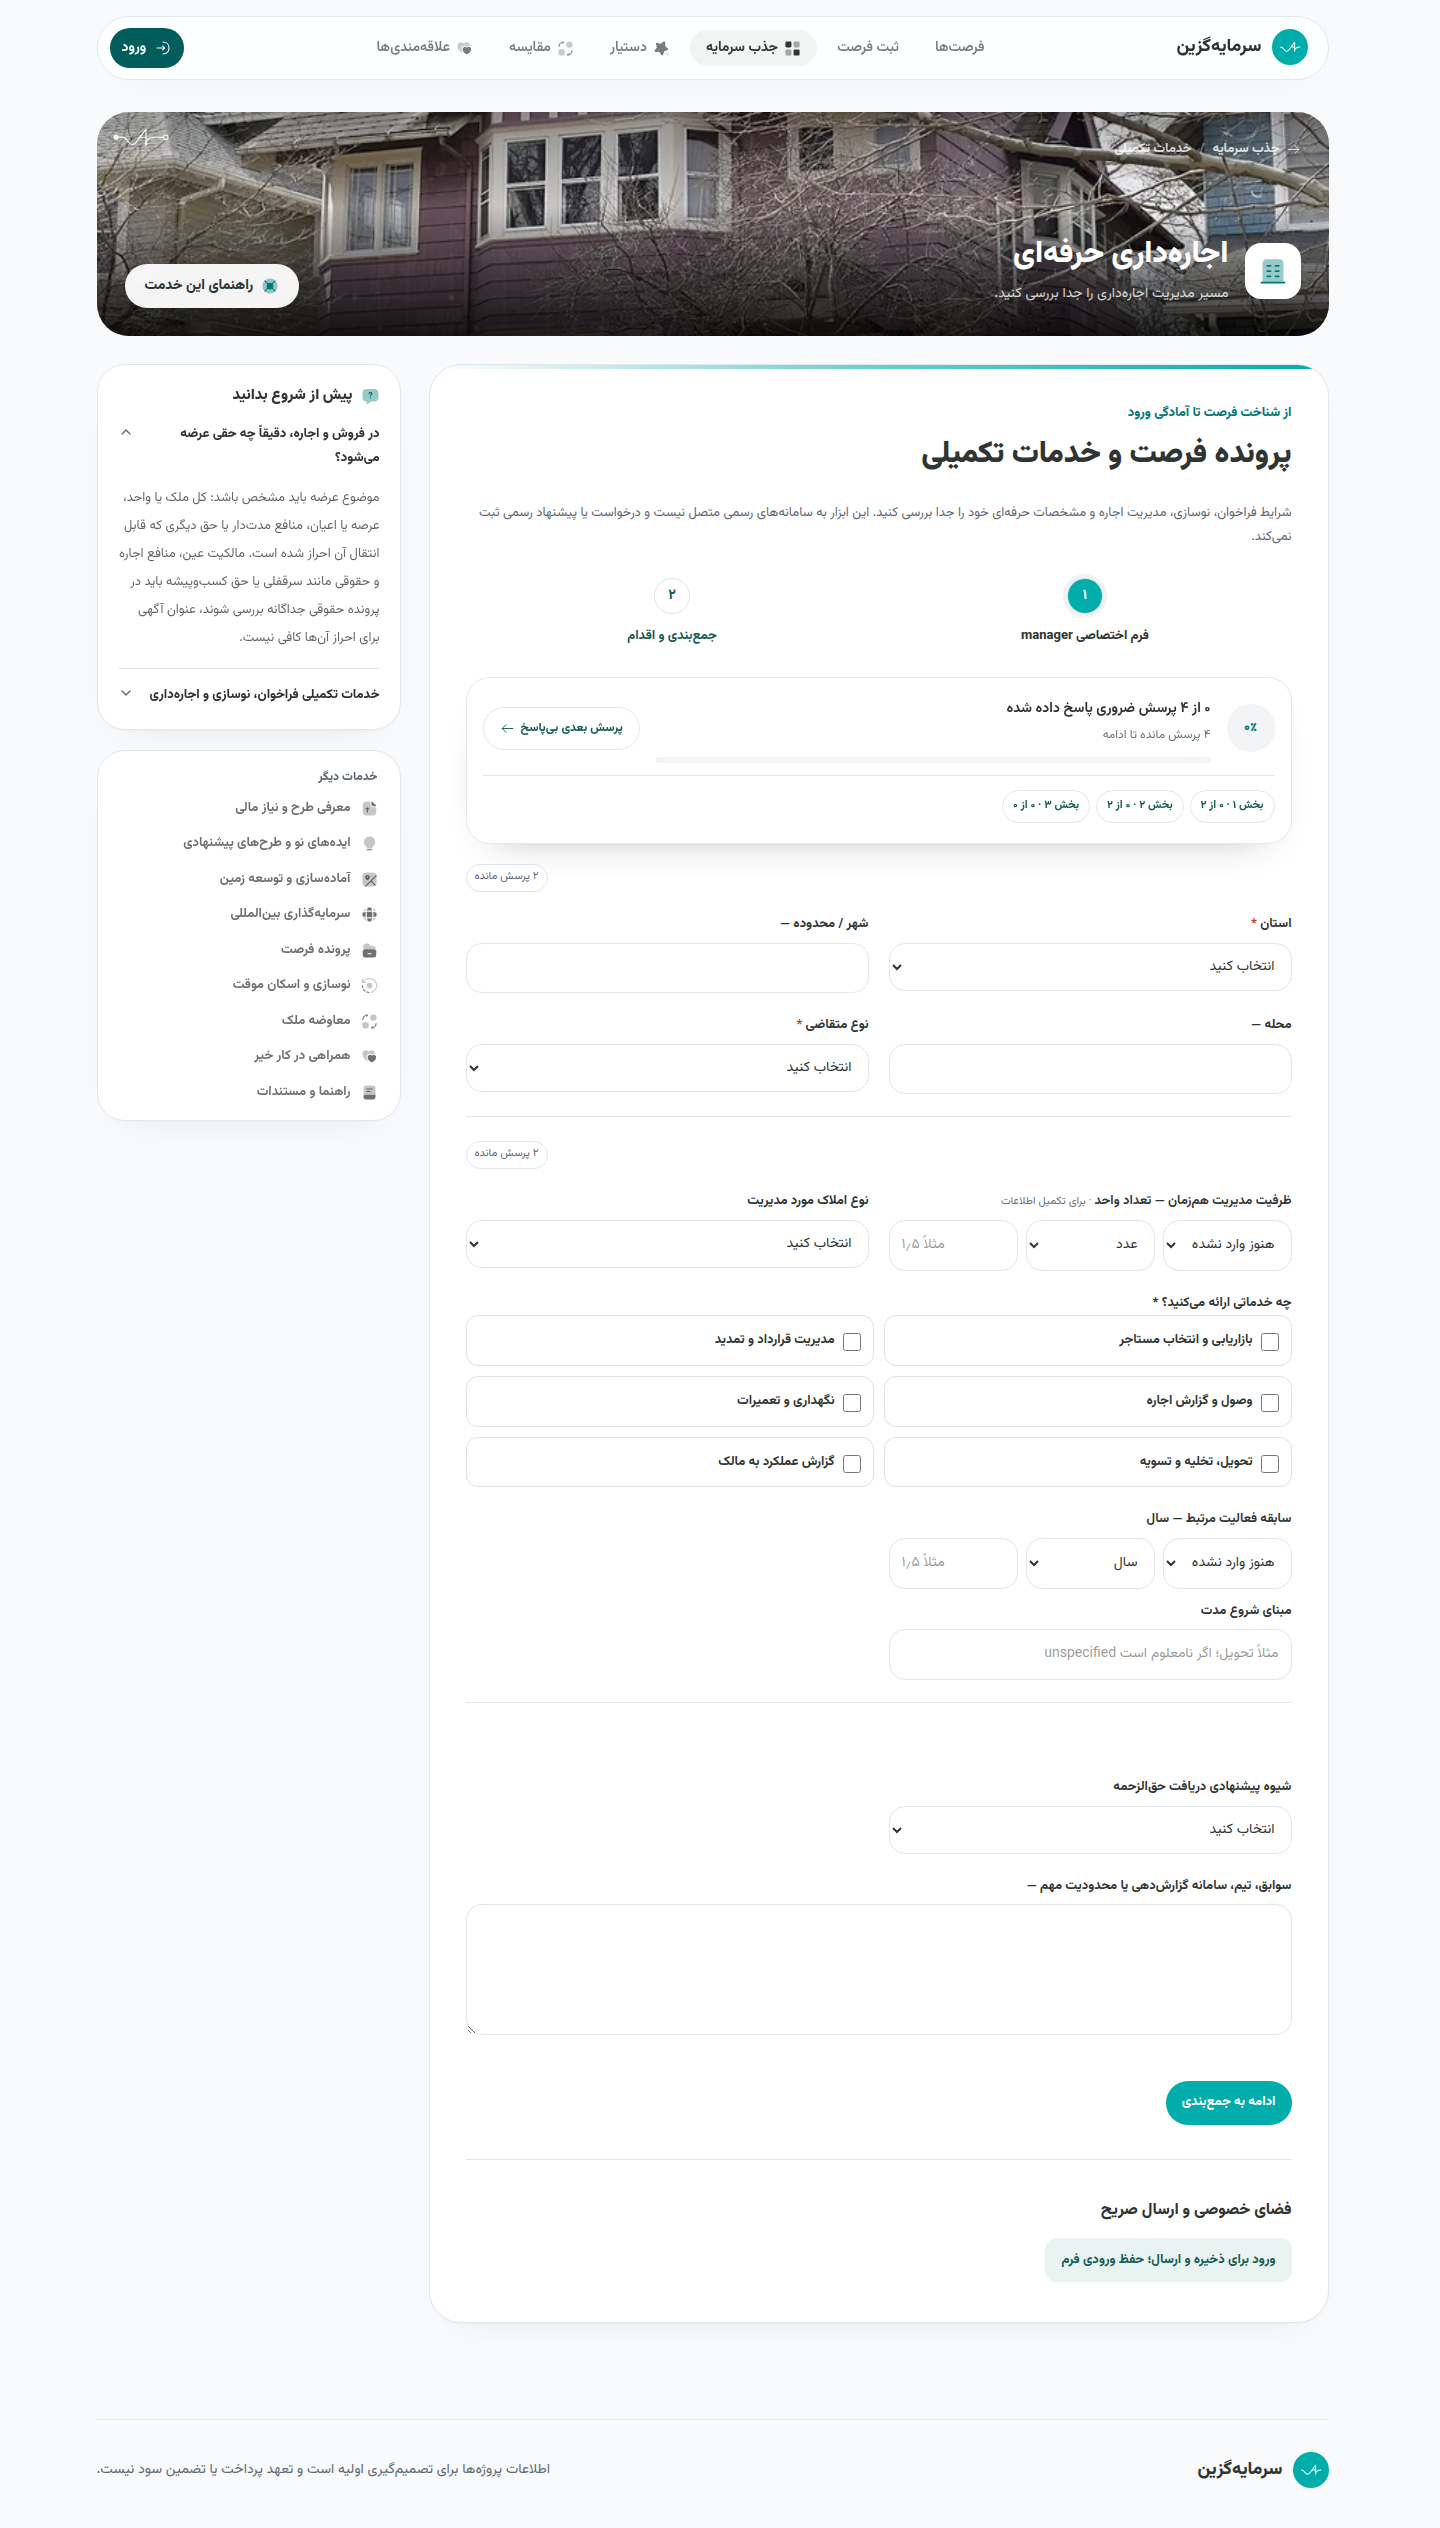 سرمایه‌گزین
فرصت‌ها
ثبت فرصت
جذب سرمایه
دستیار
مقایسه
علاقه‌مندی‌ها
ورود
جذب سرمایه / خدمات تکمیلی
اجاره‌داری حرفه‌ای
مسیر مدیریت اجاره‌داری را جدا بررسی کنید.
راهنمای این خدمت
از شناخت فرصت تا آمادگی ورود
پرونده فرصت و خدمات تکمیلی
شرایط فراخوان، نوسازی، مدیریت اجاره و مشخصات حرفه‌ای خود را جدا بررسی کنید. این ابزار به سامانه‌های رسمی متصل نیست و درخواست یا پیشنهاد رسمی ثبت
نمی‌کند.
۱
فرم اختصاصی manager
۲
جمع‌بندی و اقدام
۰٪
۰ از ۴ پرسش ضروری پاسخ داده شده
۴ پرسش مانده تا ادامه
پرسش بعدی بی‌پاسخ
بخش ۱ · ۰ از ۲
بخش ۲ · ۰ از ۲
بخش ۳ · ۰ از ۰
۲ پرسش مانده
استان *
انتخاب کنید
شهر / محدوده —
محله —
نوع متقاضی *
انتخاب کنید
۲ پرسش مانده
ظرفیت مدیریت هم‌زمان — تعداد واحد · برای تکمیل اطلاعات
هنوز وارد نشده
عدد
مثلاً ۱٫۵
نوع املاک مورد مدیریت
انتخاب کنید
چه خدماتی ارائه می‌کنید؟ *
بازاریابی و انتخاب مستاجر
مدیریت قرارداد و تمدید
وصول و گزارش اجاره
نگهداری و تعمیرات
تحویل، تخلیه و تسویه
گزارش عملکرد به مالک
سابقه فعالیت مرتبط — سال
هنوز وارد نشده
سال
مثلاً ۱٫۵
مبنای شروع مدت
مثلاً تحویل؛ اگر نامعلوم است unspecified
شیوه پیشنهادی دریافت حق‌الزحمه
انتخاب کنید
سوابق، تیم، سامانه گزارش‌دهی یا محدودیت مهم —
ادامه به جمع‌بندی
فضای خصوصی و ارسال صریح
ورود برای ذخیره و ارسال؛ حفظ ورودی فرم
پیش از شروع بدانید
در فروش و اجاره، دقیقاً چه حقی عرضه
می‌شود؟
موضوع عرضه باید مشخص باشد: کل ملک یا واحد،
عرصه یا اعیان، منافع مدت‌دار یا حق دیگری که قابل
انتقال آن احراز شده است. مالکیت عین، منافع اجاره
و حقوقی مانند سرقفلی یا حق کسب‌وپیشه باید در
پرونده حقوقی جداگانه بررسی شوند، عنوان آگهی
برای احراز آن‌ها کافی نیست.
خدمات تکمیلی فراخوان، نوسازی و اجاره‌داری
خدمات دیگر
معرفی طرح و نیاز مالی
ایده‌های نو و طرح‌های پیشنهادی
آماده‌سازی و توسعه زمین
سرمایه‌گذاری بین‌المللی
پرونده فرصت
نوسازی و اسکان موقت
معاوضه ملک
همراهی در کار خیر
راهنما و مستندات
سرمایه‌گزین
اطلاعات پروژه‌ها برای تصمیم‌گیری اولیه است و تعهد پرداخت یا تضمین سود نیست.